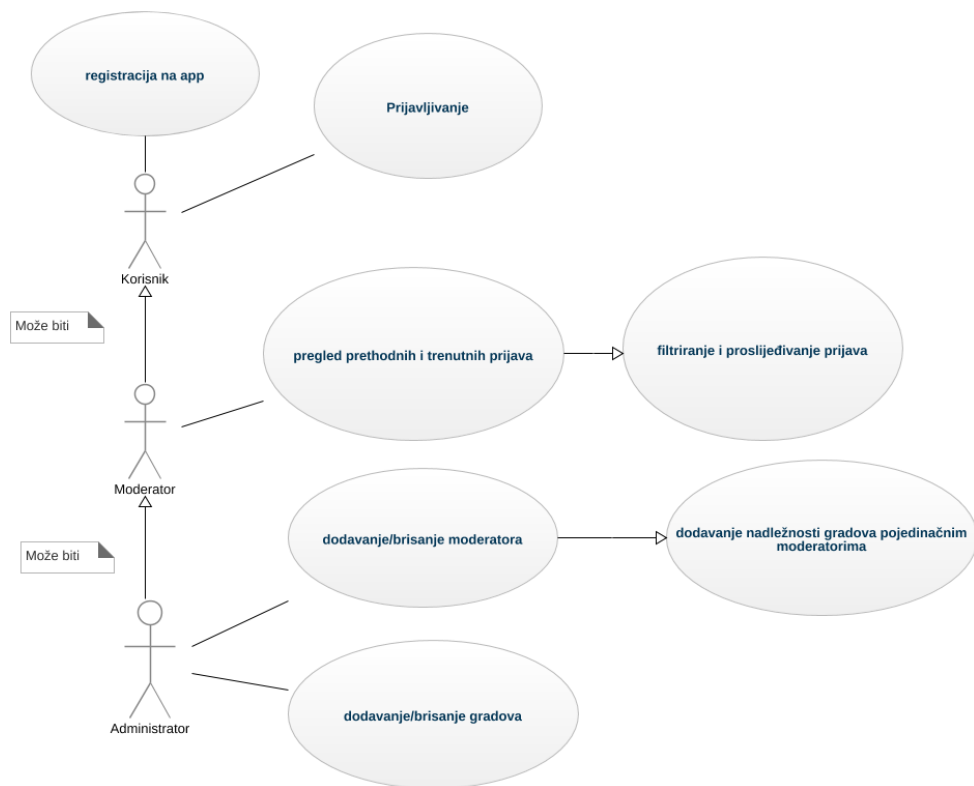 registracija na app
Prijavljivanje
Korisnik
Može biti
pregled prethodnih i trenutnih prijava
filtriranje i proslijeđivanje prijava
Moderator
dodavanje/brisanje moderatora
dodavanje nadležnosti gradova pojedinačnim
moderatorima
Može biti
Administrator
dodavanje/brisanje gradova